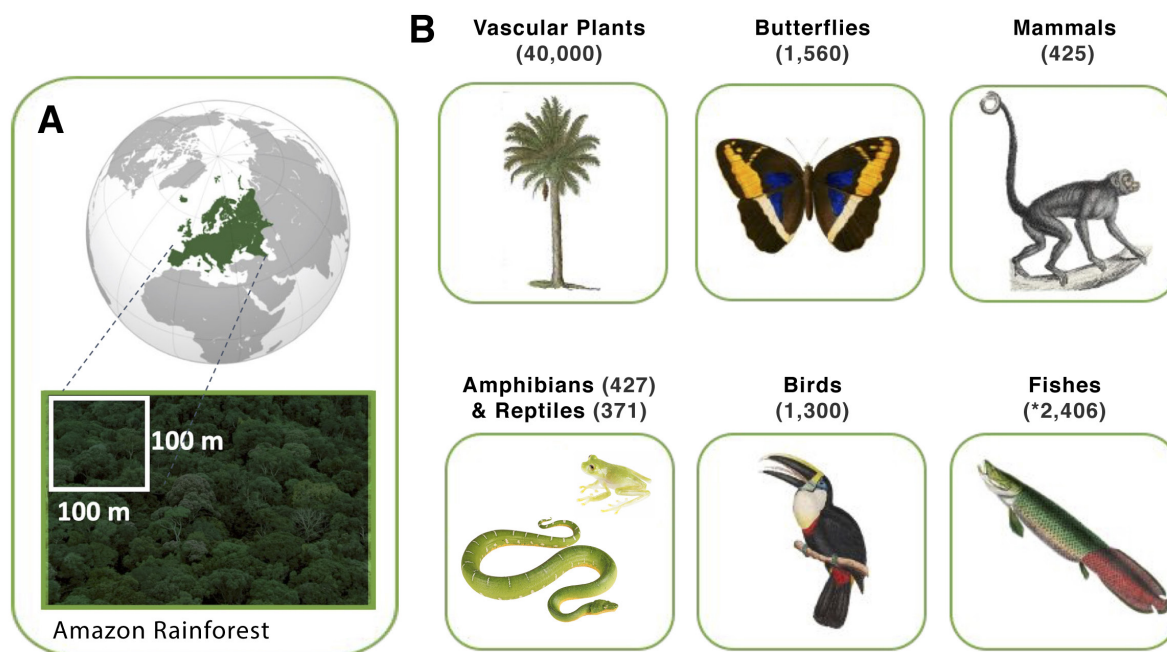 A
100 m
100 m
Amazon Rainforest
B
Vascular Plants
(40,000)
Butterflies
(1,560)
Mammals
(425)
Amphibians (427)
& Reptiles (371)
Birds
(1,300)
Fishes
(*2,406)